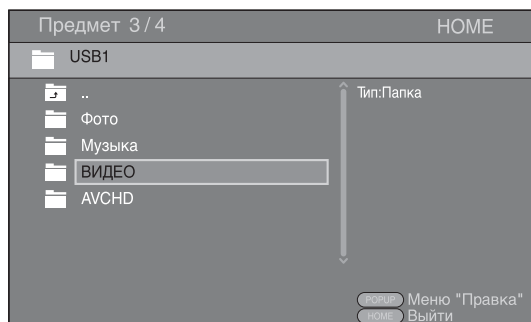 Предмет 3/4 HOME
USB1
..
Фото
Музыка
ВИДЕО
AVCHD
Тип:Папка
POPUP Меню "Правка"
HOME Выйти